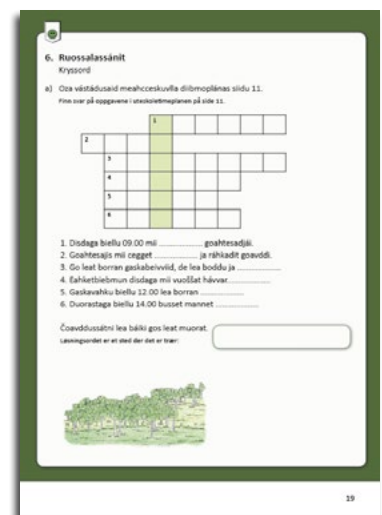 6. Ruossalassánit
Kryssord
a) Oza vástádusaid meahcceskuvlla diibmoplánas siidu 11.
Finn svar på oppgavene i uteskoletimeplanen på side 11.
1
2
3
4
5
6
1. Disdaga biellu 09.00 mii .................. goahtesadjái.
2. Goahtesajis mii cegget .................. ja ráhkadit goavddi.
3. Go leat borran gaskabeivviid, de lea boddu ja ..................
4. Eahketbiebmun disdaga mii vuoššat hávvar..................
5. Gaskavahku biellu 12.00 lea borran ..................
6. Duorastaga biellu 14.00 busset mannet ..................
Čoavddussátni lea báiki gos leat muorat.
Løsningsordet er et sted der det er trær:
19